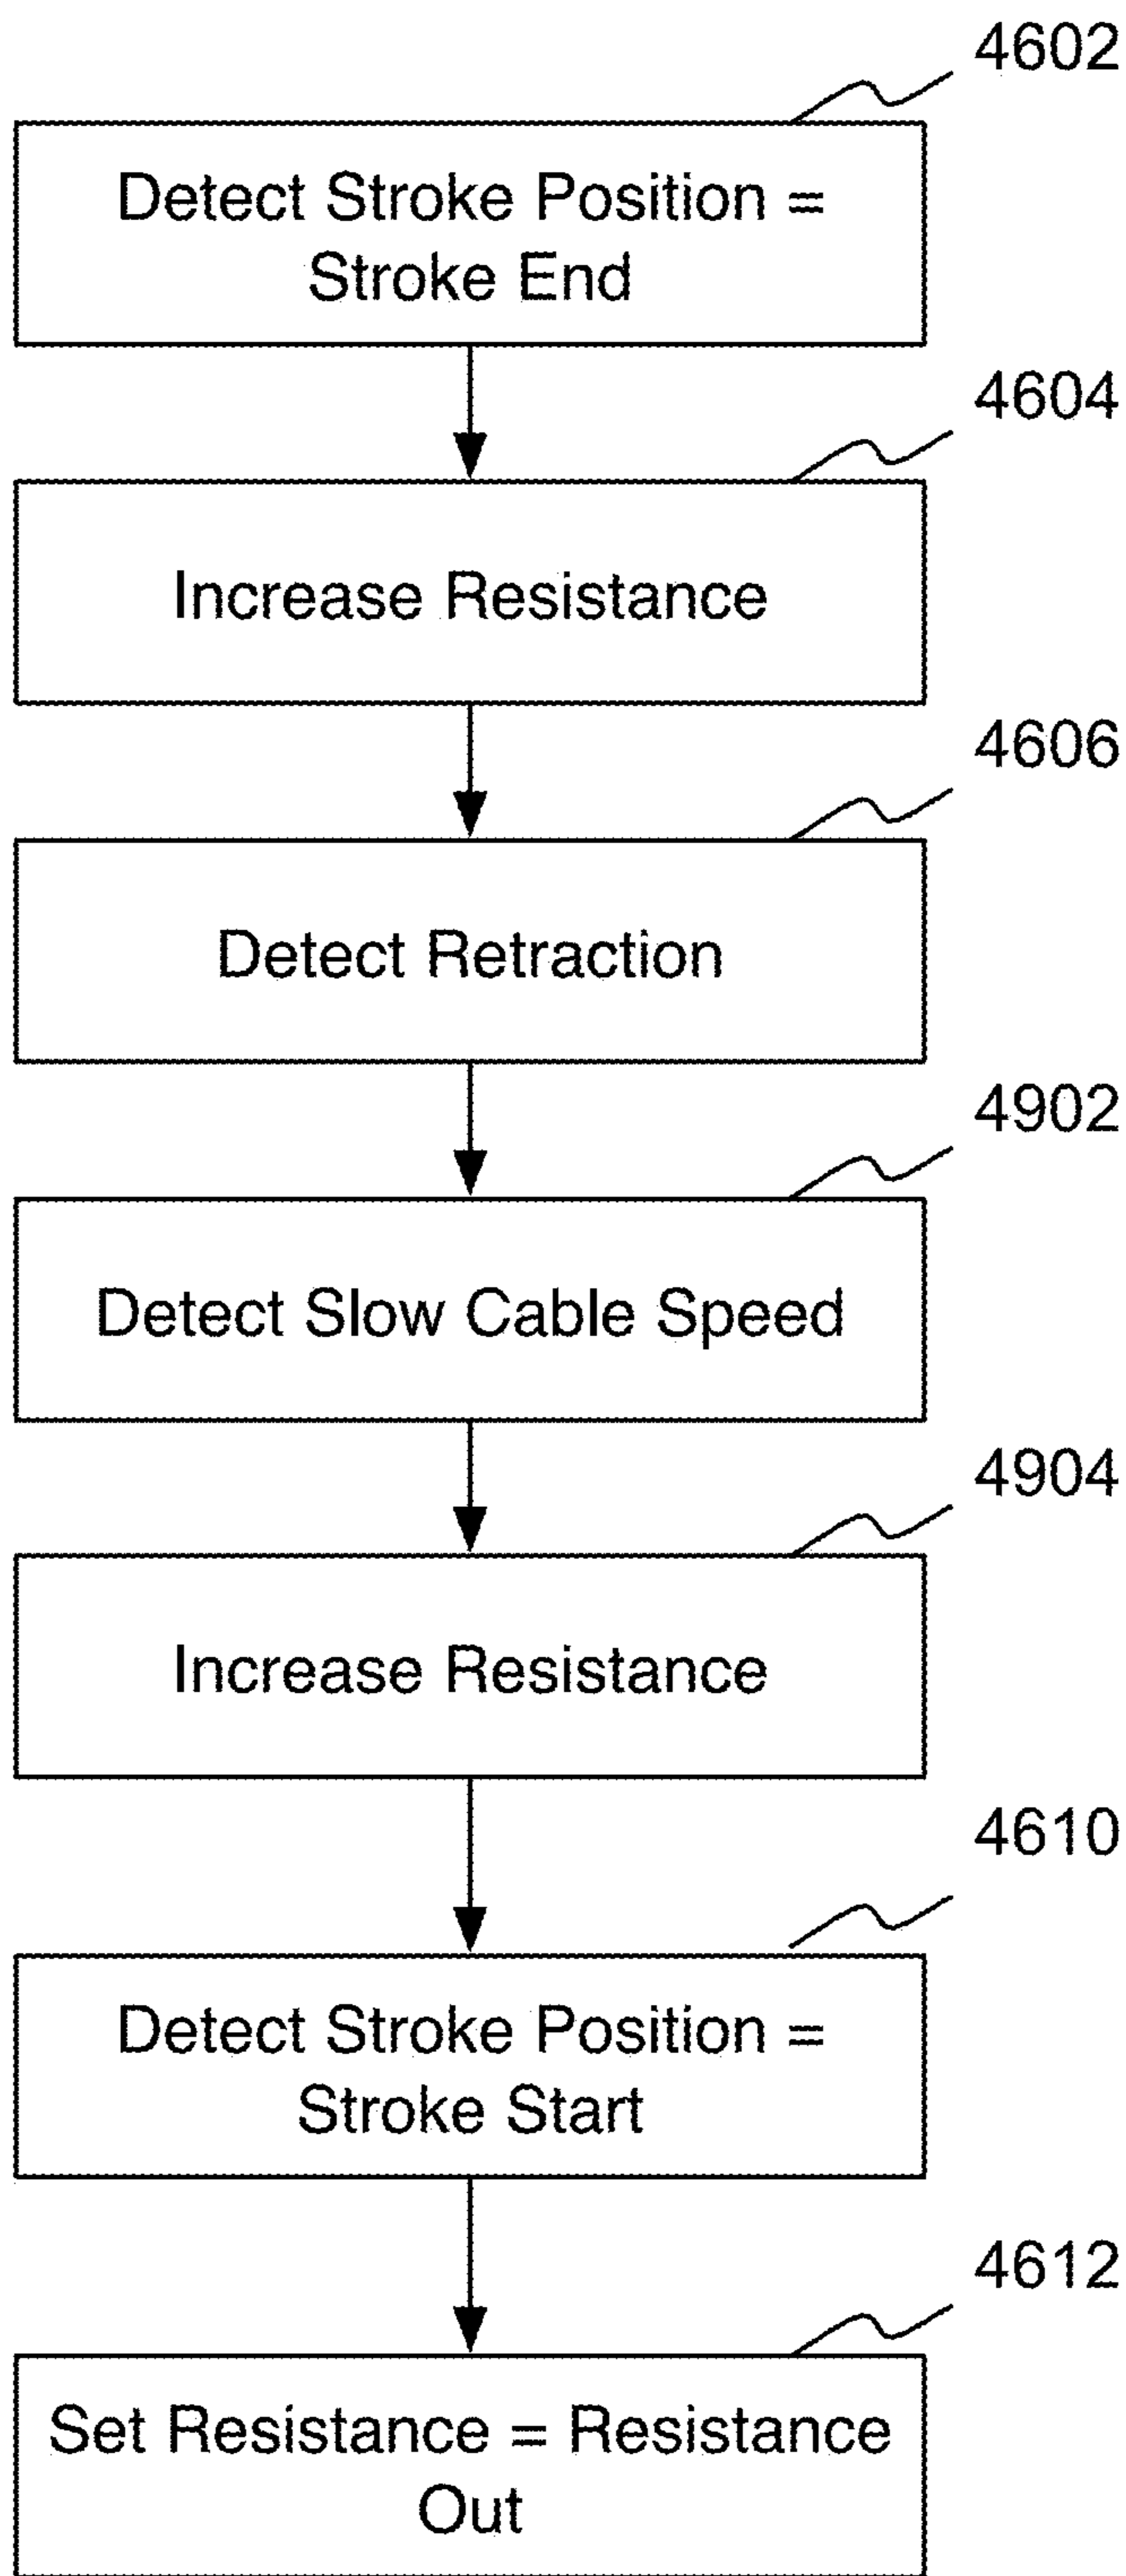 4602
Detect Stroke Position =
Stroke End
4604
Increase Resistance
4606
Detect Retraction
4902
Detect Slow Cable Speed
4904
Increase Resistance
4610
Detect Stroke Position =
Stroke Start
4612
Set Resistance = Resistance
Out